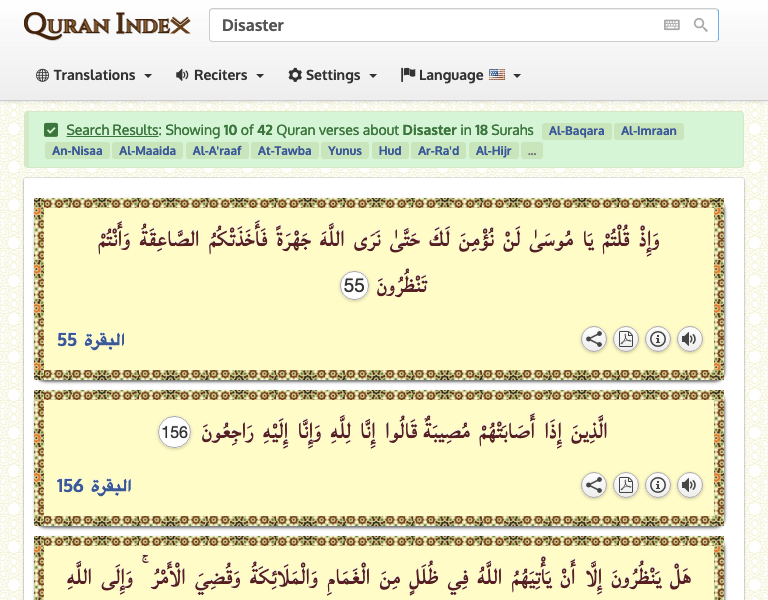 QURAN INDEX
Disaster
Translations Reciters Settings Language
Search Results: Showing 10 of 42 Quran verses about Disaster in 18 Surahs Al-Baqara Al-Imraan
An-Nisaa Al-Maaida Al-A'raaf At-Tawba Yunus Hud Ar-Ra'd Al-Hijr ...
وَإِذْ قُلْتُمْ يَا مُوسَىٰ لَنْ نُؤْمِنَ لَكَ حَتَّىٰ نَرَى اللَّهَ جَهْرَةً فَأَخَذَتْكُمُ الصَّاعِقَةُ وَأَنْتُمْ
تَنْظُرُونَ 55
البقرة 55
الَّذِينَ إِذَا أَصَابَتْهُمْ مُصِيبَةٌ قَالُوا إِنَّا لِلَّهِ وَإِنَّا إِلَيْهِ رَاجِعُونَ 156
البقرة 156
هَلْ يَنْظُرُونَ إِلَّا أَنْ يَأْتِيَهُمُ اللَّهُ فِي ظُلَلٍ مِنَ الْغَمَامِ وَالْمَلَائِكَةُ وَقُضِيَ الْأَمْرُ ۚ وَإِلَى اللَّهِ